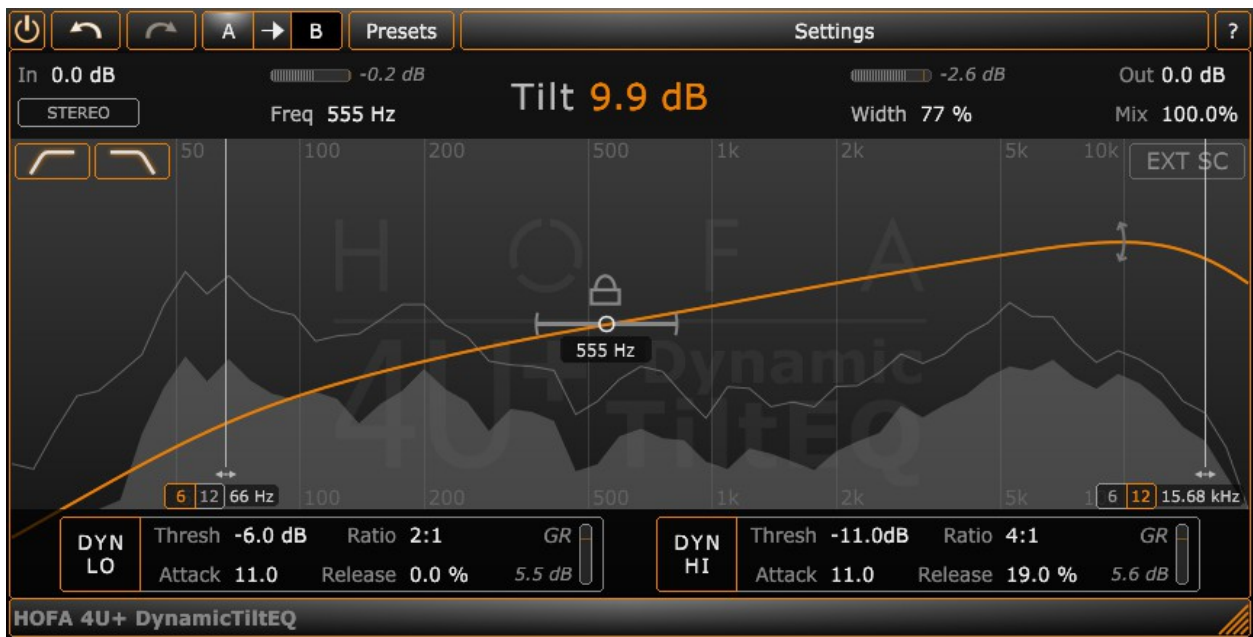 A B Presets Settings ?
In 0.0 dB -0.2 dB Tilt 9.9 dB -2.6 dB Out 0.0 dB
STEREO Freq 555 Hz Width 77 % Mix 100.0%
50 100 200 500 1k 2k 5k 10k EXT SC
H O F A
555 Hz
4U+ Dynamic
TiltEQ
6 12 66 Hz 100 200 500 1k 2k 5k 6 12 15.68 kHz
DYN LO
Thresh -6.0 dB Ratio 2:1 GR
Attack 11.0 Release 0.0 % 5.5 dB
DYN HI
Thresh -11.0dB Ratio 4:1 GR
Attack 11.0 Release 19.0 % 5.6 dB
HOFA 4U+ DynamicTiltEQ